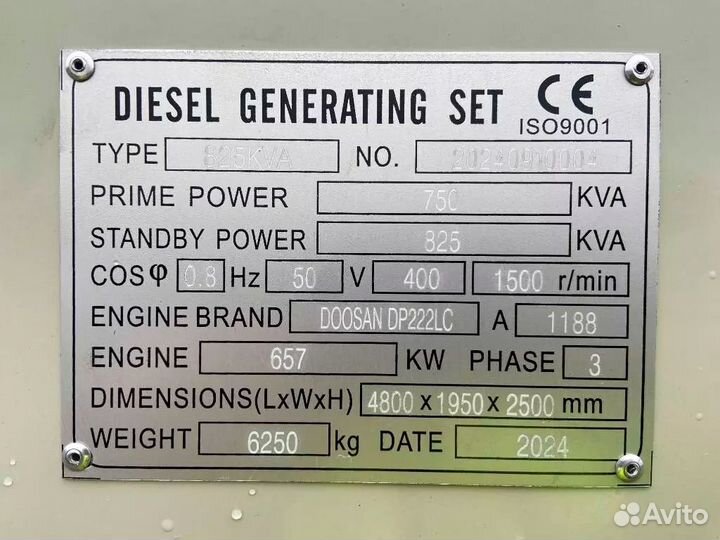 DIESEL GENERATING SET CE
ISO9001
TYPE 825KVA NO. 20240910004
PRIME POWER 750 KVA
STANDBY POWER 825 KVA
COSφ 0.8 Hz 50 V 400 1500 r/min
ENGINE BRAND DOOSAN DP222LC A 1188
ENGINE 657 KW PHASE 3
DIMENSIONS(LxWxH) 4800 x 1950 x 2500 mm
WEIGHT 6250 kg DATE 2024
Avito